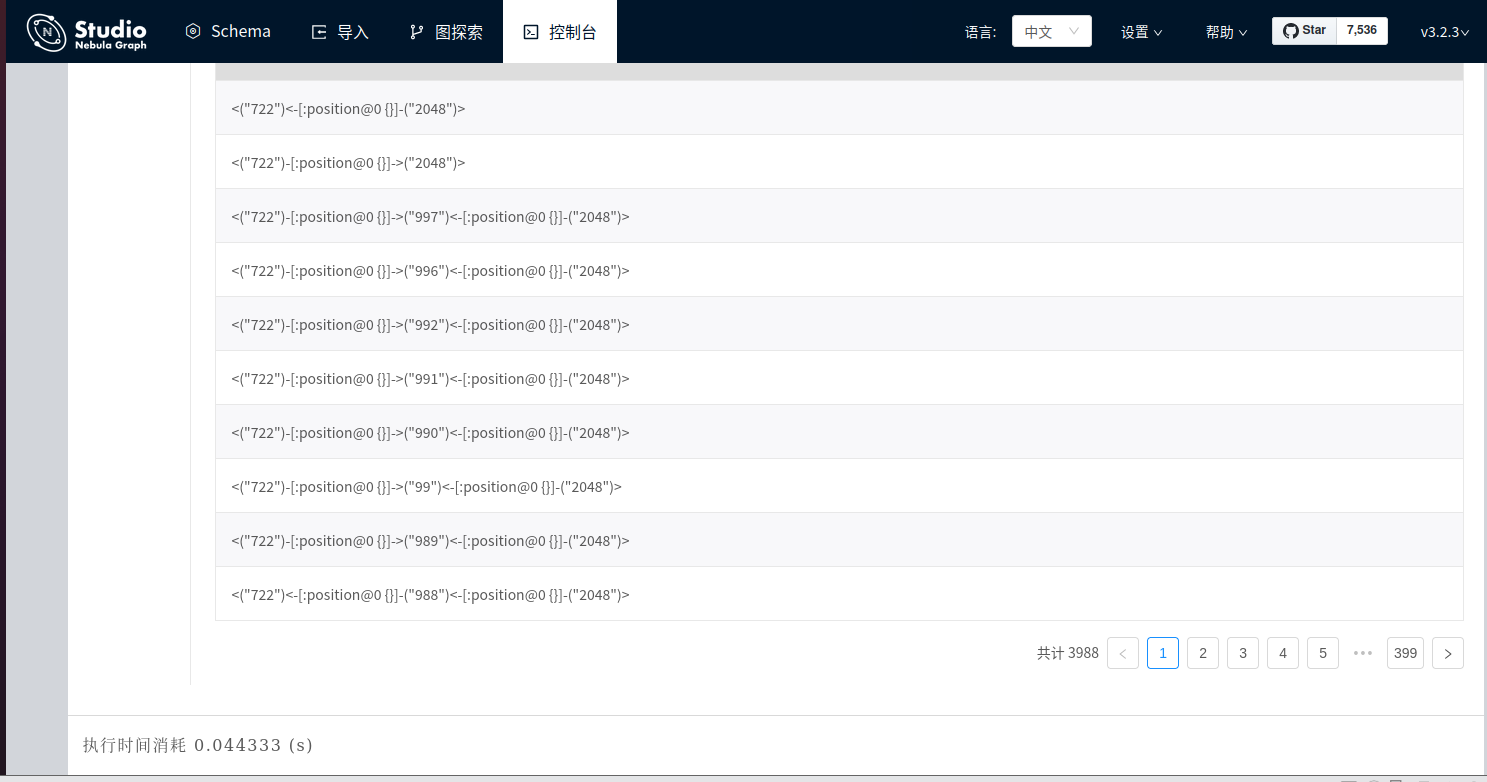 N Studio Nebula Graph Schema 导入 图探索 控制台 语言: 中文 设置 帮助 Star 7,536 v3.2.3
<("722")<-[:position@0 {}]-("2048")>
<("722")-[:position@0 {}]->("2048")>
<("722")-[:position@0 {}]->("997")<-[:position@0 {}]-("2048")>
<("722")-[:position@0 {}]->("996")<-[:position@0 {}]-("2048")>
<("722")-[:position@0 {}]->("992")<-[:position@0 {}]-("2048")>
<("722")-[:position@0 {}]->("991")<-[:position@0 {}]-("2048")>
<("722")-[:position@0 {}]->("990")<-[:position@0 {}]-("2048")>
<("722")-[:position@0 {}]->("99")<-[:position@0 {}]-("2048")>
<("722")-[:position@0 {}]->("989")<-[:position@0 {}]-("2048")>
<("722")<-[:position@0 {}]-("988")<-[:position@0 {}]-("2048")>
共计 3988 < 1 2 3 4 5 ••• 399 >
执行时间消耗 0.044333 (s)